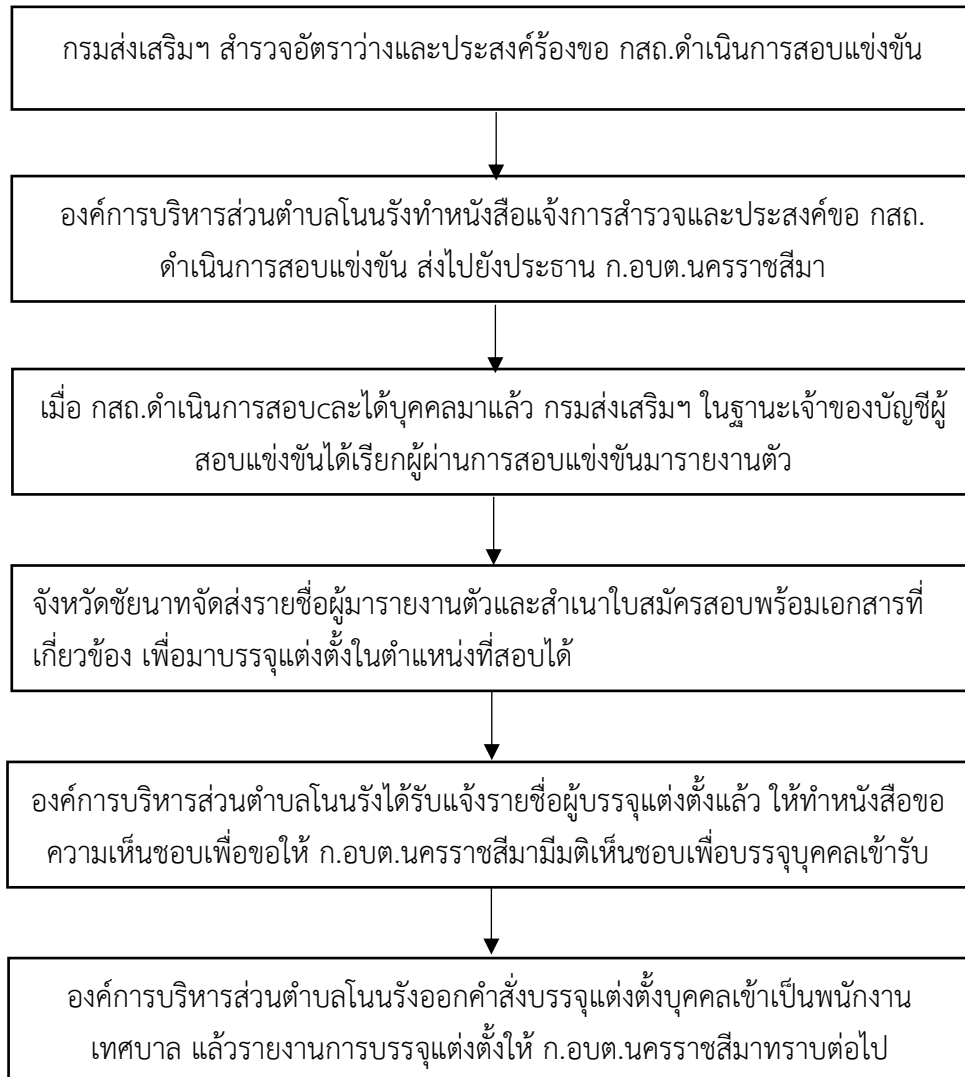 กรมส่งเสริมฯ สำรวจอัตราว่างและประสงค์ร้องขอ กสถ.ดำเนินการสอบแข่งขัน
องค์การบริหารส่วนตำบลโนนรังทำหนังสือแจ้งการสำรวจและประสงค์ขอ กสถ.
ดำเนินการสอบแข่งขัน ส่งไปยังประธาน ก.อบต.นครราชสีมา
เมื่อ กสถ.ดำเนินการสอบcละได้บุคคลมาแล้ว กรมส่งเสริมฯ ในฐานะเจ้าของบัญชีผู้
สอบแข่งขันได้เรียกผู้ผ่านการสอบแข่งขันมารายงานตัว
จังหวัดชัยนาทจัดส่งรายชื่อผู้มารายงานตัวและสำเนาใบสมัครสอบพร้อมเอกสารที่
เกี่ยวข้อง เพื่อมาบรรจุแต่งตั้งในตำแหน่งที่สอบได้
องค์การบริหารส่วนตำบลโนนรังได้รับแจ้งรายชื่อผู้บรรจุแต่งตั้งแล้ว ให้ทำหนังสือขอ
ความเห็นชอบเพื่อขอให้ ก.อบต.นครราชสีมามีมติเห็นชอบเพื่อบรรจุบุคคลเข้ารับ
องค์การบริหารส่วนตำบลโนนรังออกคำสั่งบรรจุแต่งตั้งบุคคลเข้าเป็นพนักงาน
เทศบาล แล้วรายงานการบรรจุแต่งตั้งให้ ก.อบต.นครราชสีมาทราบต่อไป